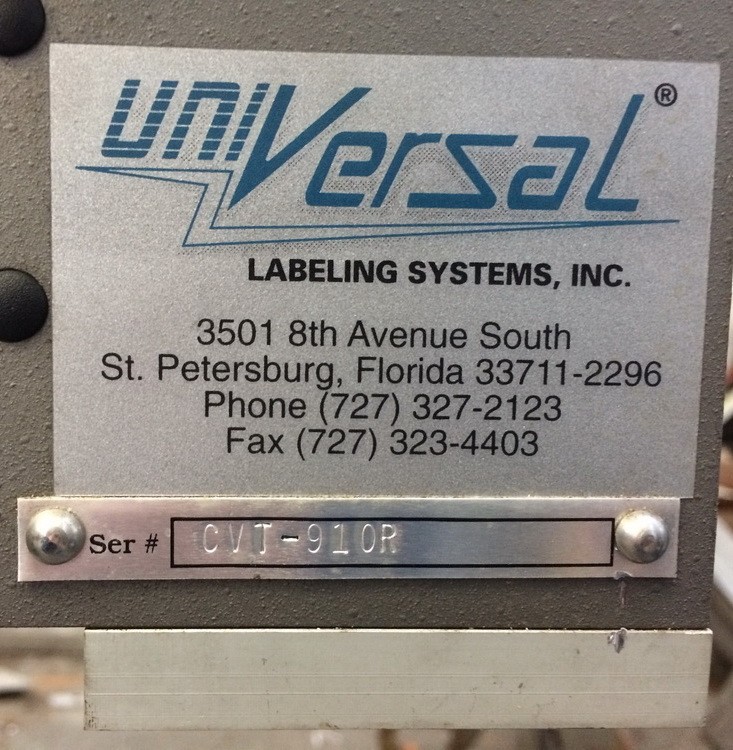 UNIVersaL®
LABELING SYSTEMS, INC.
3501 8th Avenue South
St. Petersburg, Florida 33711-2296
Phone (727) 327-2123
Fax (727) 323-4403
Ser # CVT-910R